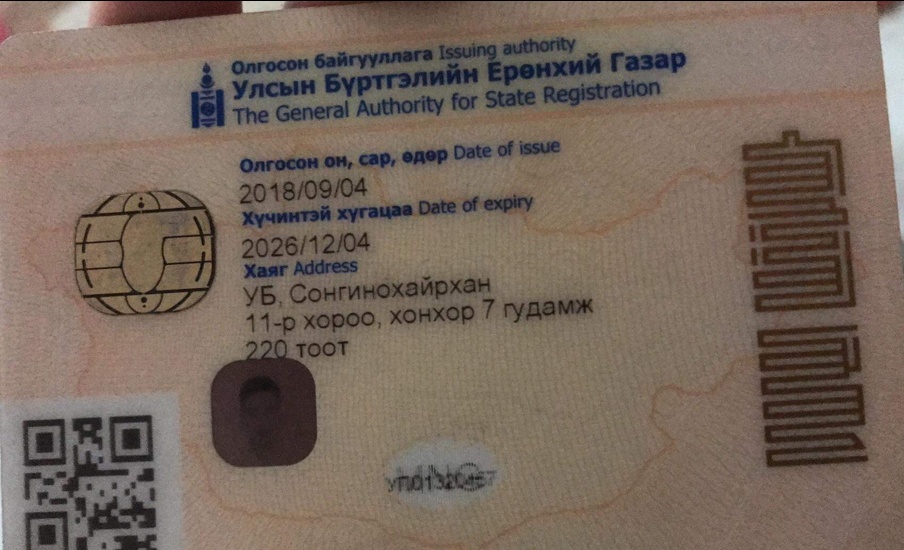 Олгосон байгууллага Issuing authority
Улсын Бүртгэлийн Ерөнхий Газар
The General Authority for State Registration
Олгосон он, сар, өдөр Date of issue
2018/09/04
Хүчинтэй хугацаа Date of expiry
2026/12/04
Хаяг Address
УБ, Сонгинохайрхан
11-р хороо, хонхор 7 гудамж
220 тоот